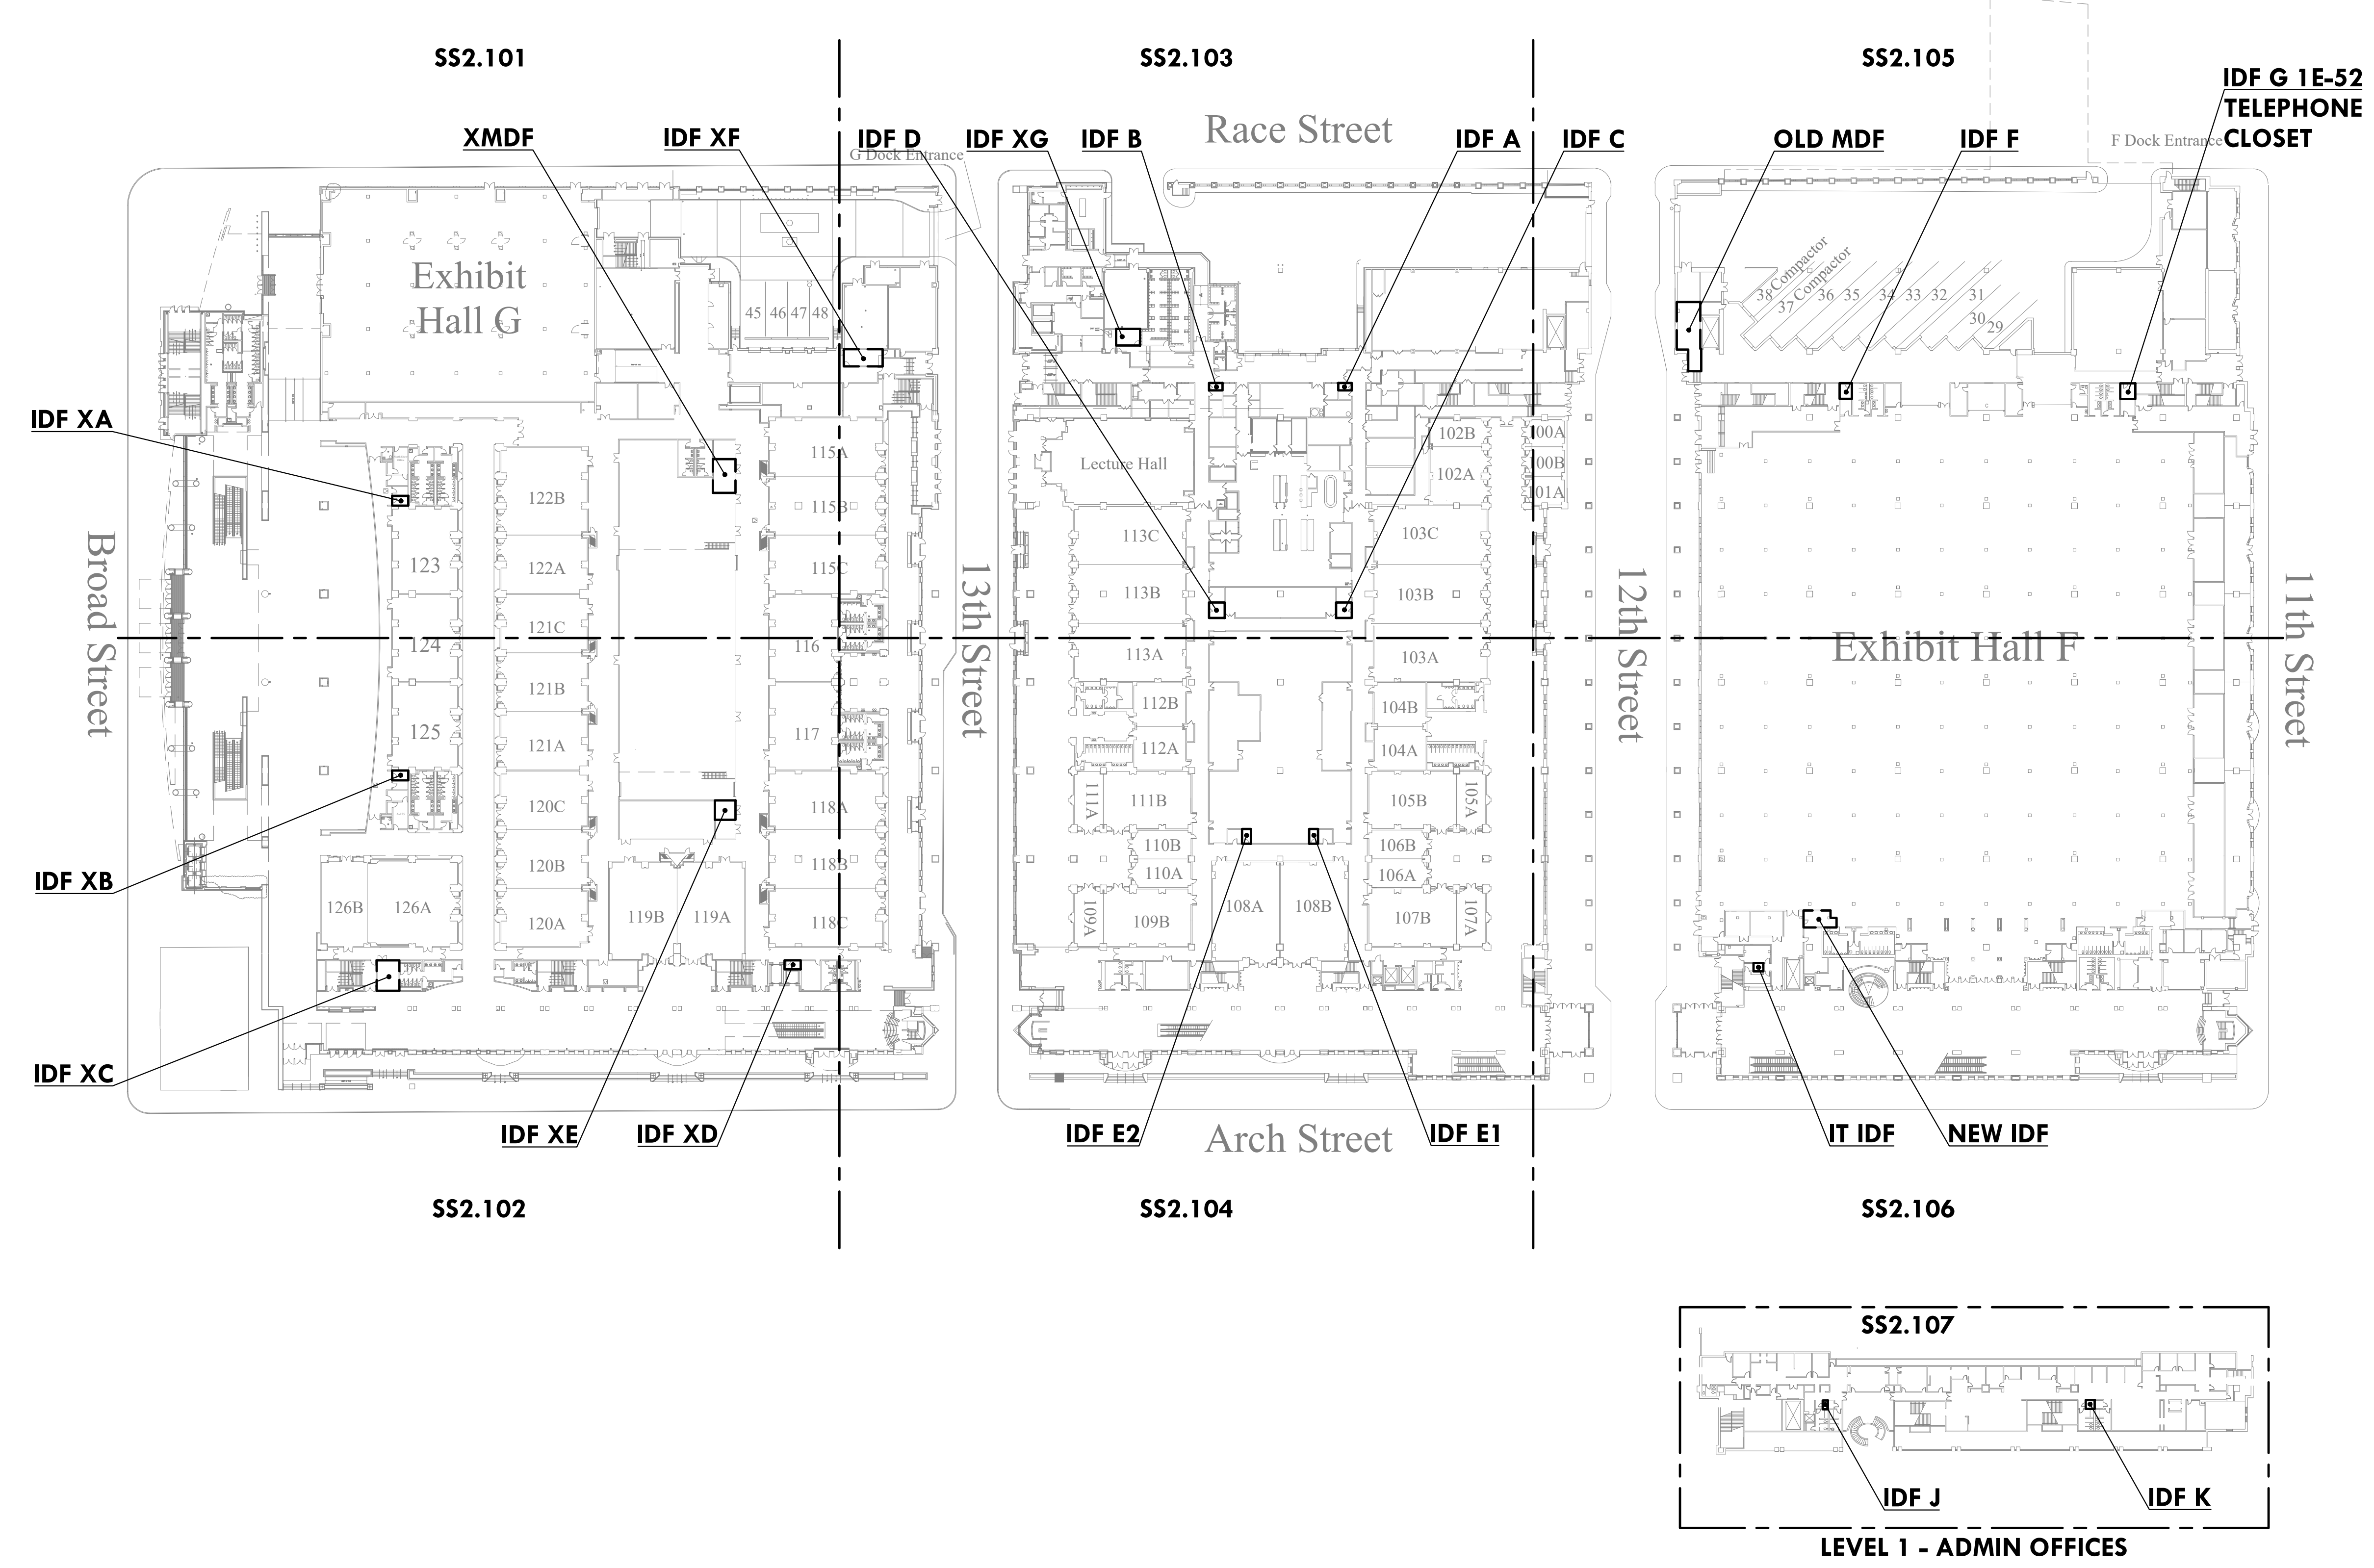 SS2.101
SS2.103
SS2.105
IDF G 1E-52
TELEPHONE
CLOSET
Race Street
XMDF
IDF XF
IDF D
IDF XG
IDF B
IDF A
IDF C
OLD MDF
IDF F
G Dock Entrance
F Dock Entrance
Exhibit
Hall G
45
46
47
48
38
Compactor
37
Compactor
36
35
34
33
32
31
30
29
IDF XA
Lecture Hall
102B
102A
100A
100B
101A
115A
115B
115C
122B
122A
123
124
125
121C
121B
121A
116
117
113C
113B
113A
103C
103B
103A
Broad Street
13th Street
12th Street
11th Street
Exhibit Hall F
112B
112A
104B
104A
120C
120B
120A
118A
118B
118C
111A
111B
105B
105A
110B
110A
106B
106A
IDF XB
126B
126A
119B
119A
109A
109B
108A
108B
107B
107A
IDF XC
IDF XE
IDF XD
IDF E2
Arch Street
IDF E1
IT IDF
NEW IDF
SS2.102
SS2.104
SS2.106
SS2.107
IDF J
IDF K
LEVEL 1 - ADMIN OFFICES